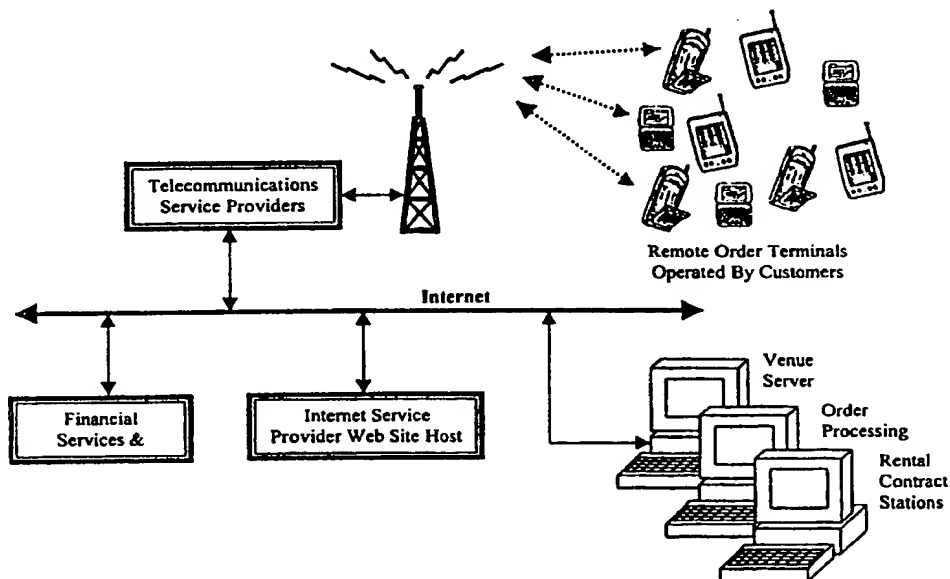 Telecommunications
Service Providers
Remote Order Terminals
Operated By Customers
Internet
Financial
Services &
Internet Service
Provider Web Site Host
Venue
Server
Order
Processing
Rental
Contract
Stations